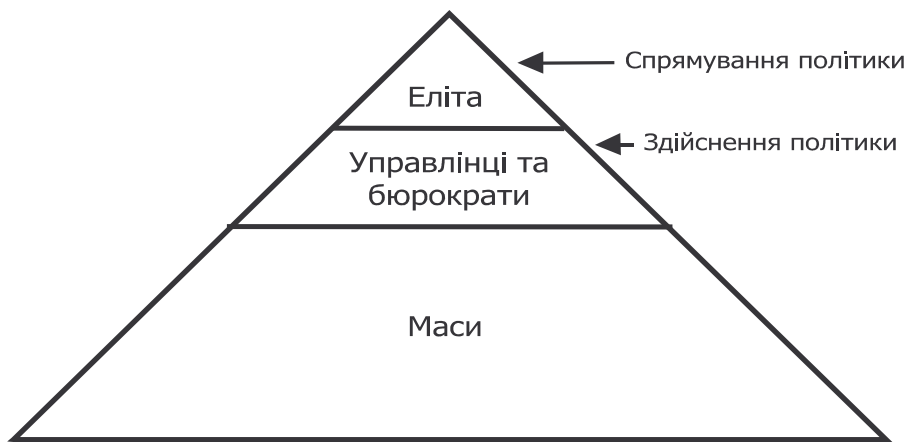 Спрямування політики
Еліта
Здійснення політики
Управлінці та
бюрократи
Маси